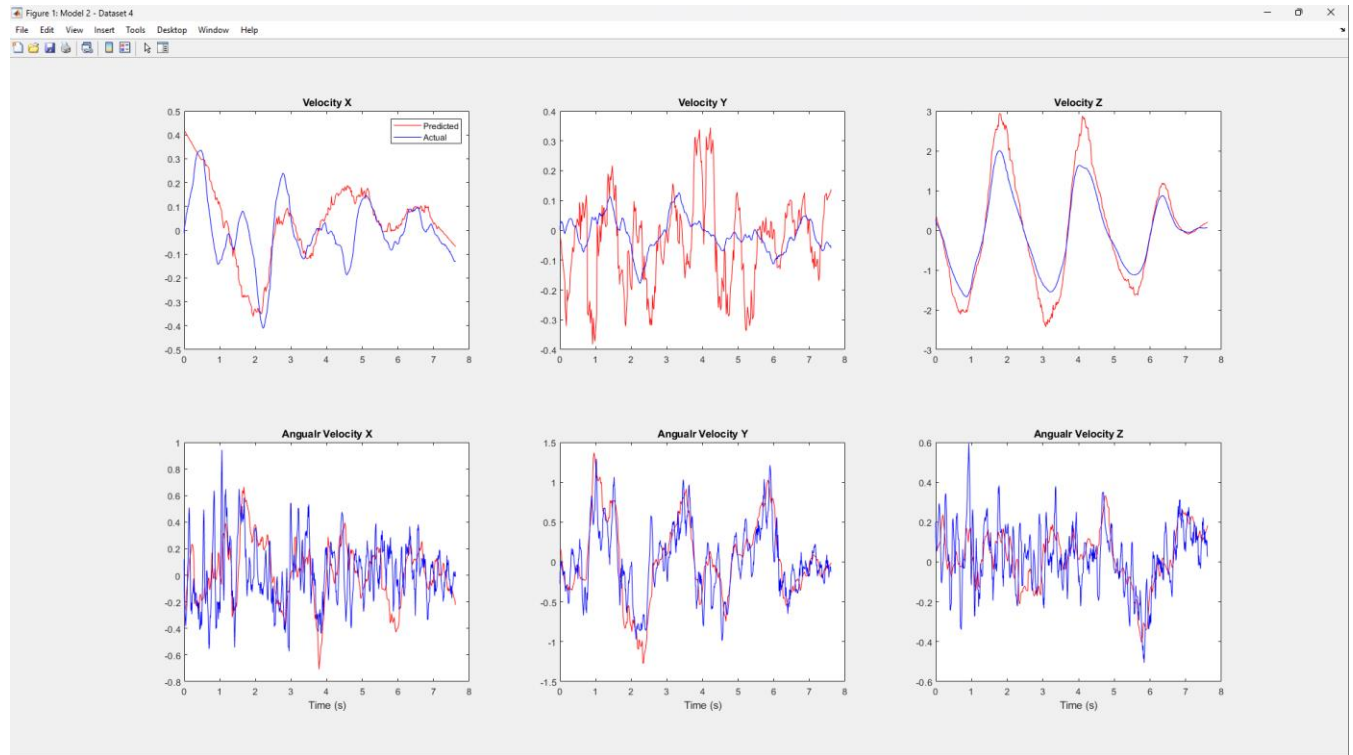 Figure 1: Model 2 - Dataset 4
File Edit View Insert Tools Desktop Window Help
Velocity X
0.5
0.4
0.3
0.2
0.1
0
-0.1
-0.2
-0.3
-0.4
-0.5
0 1 2 3 4 5 6 7 8
Predicted
Actual
Velocity Y
0.4
0.3
0.2
0.1
0
-0.1
-0.2
-0.3
-0.4
0 1 2 3 4 5 6 7 8
Velocity Z
3
2
1
0
-1
-2
-3
0 1 2 3 4 5 6 7 8
Angualr Velocity X
1
0.8
0.6
0.4
0.2
0
-0.2
-0.4
-0.6
-0.8
0 1 2 3 4 5 6 7 8
Time (s)
Angualr Velocity Y
1.5
1
0.5
0
-0.5
-1
-1.5
0 1 2 3 4 5 6 7 8
Time (s)
Angualr Velocity Z
0.6
0.4
0.2
0
-0.2
-0.4
-0.6
0 1 2 3 4 5 6 7 8
Time (s)